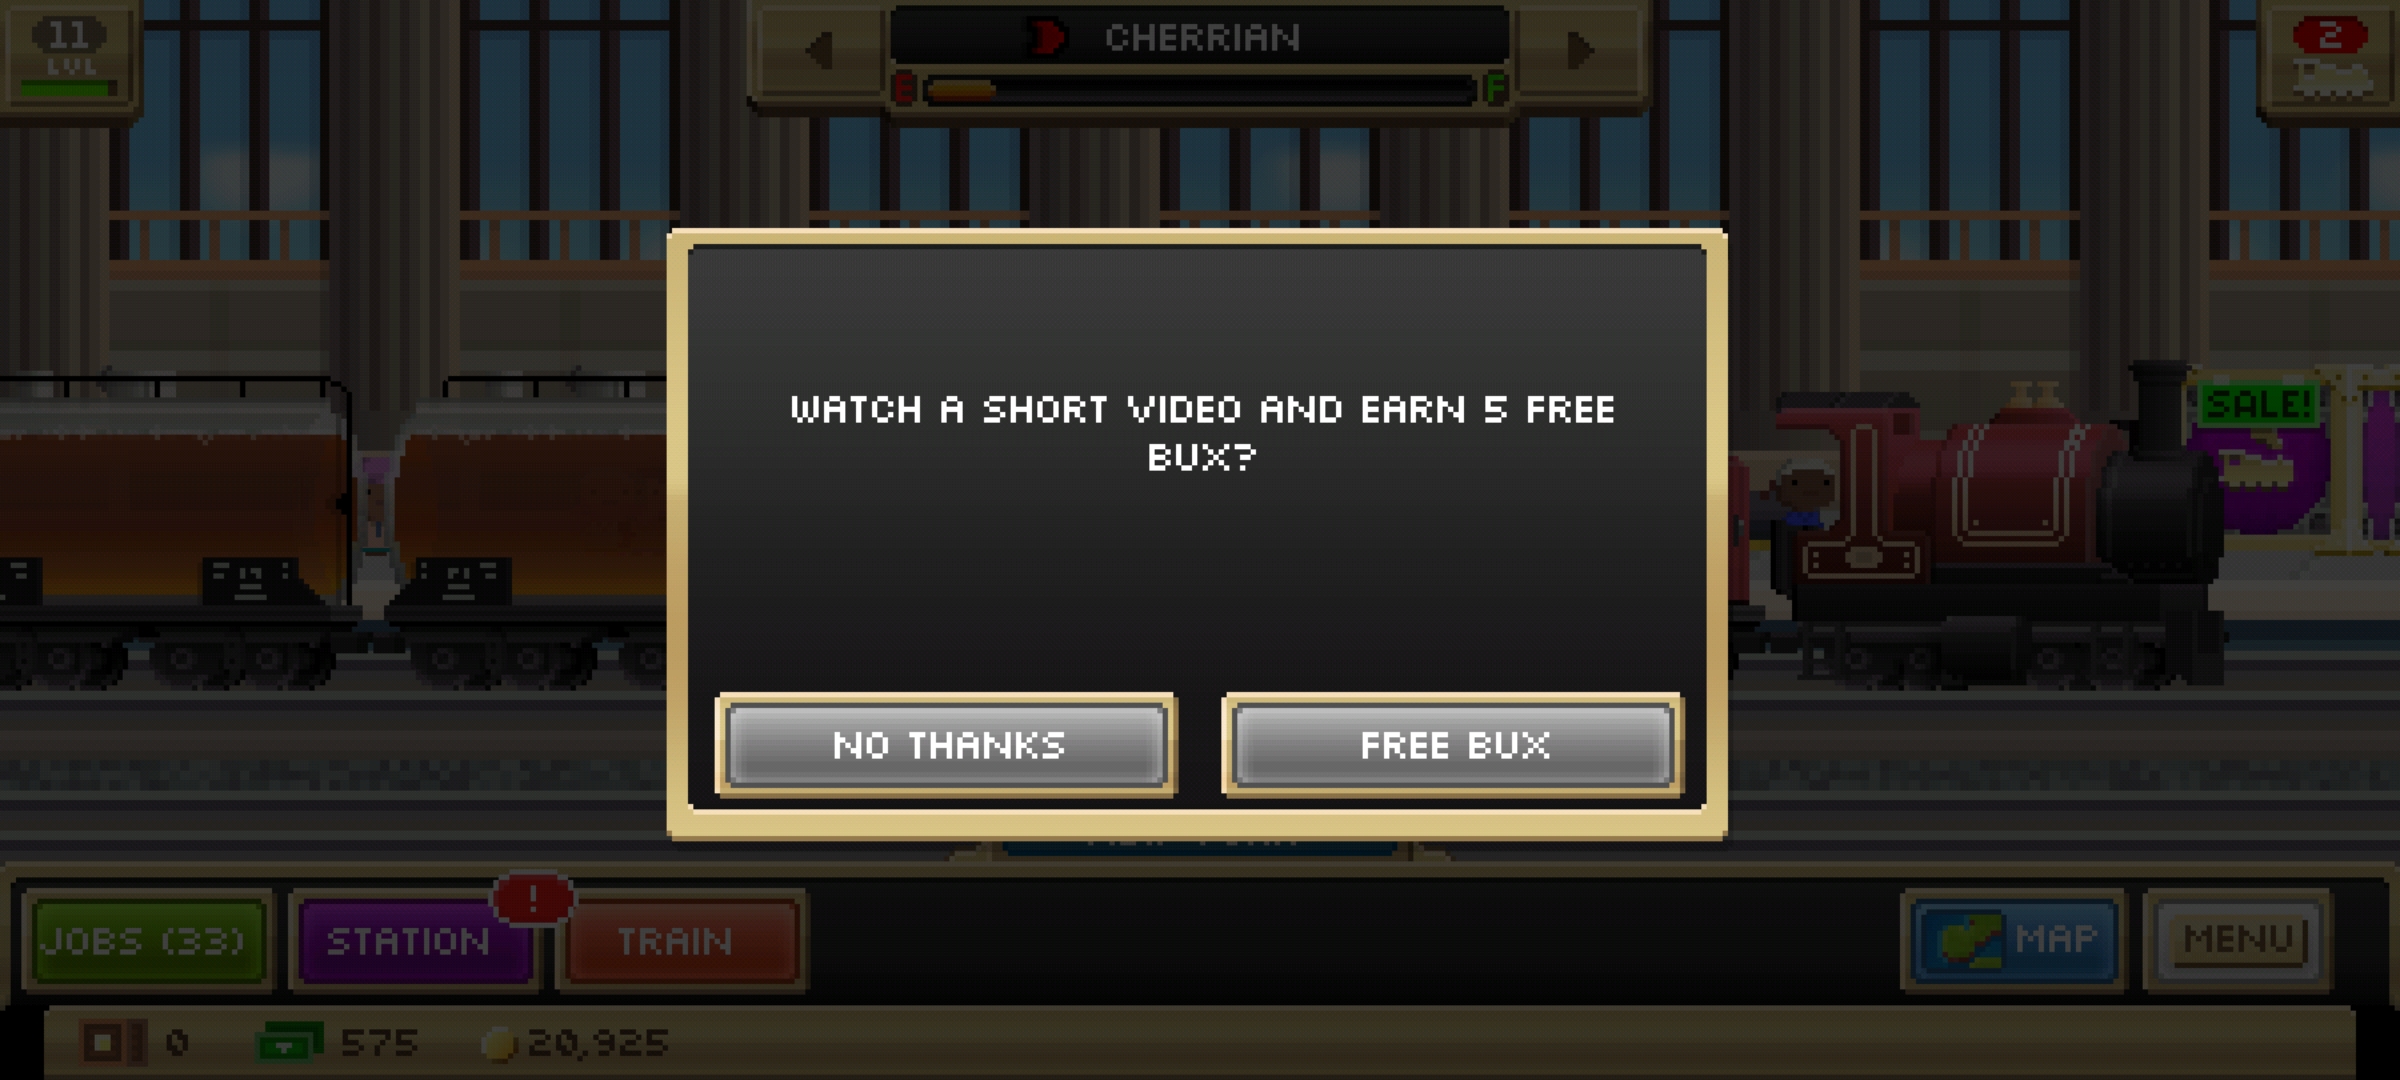 11
LVL
CHERRIAN
E F
2
SALE!
WATCH A SHORT VIDEO AND EARN 5 FREE
BUX?
NO THANKS
FREE BUX
JOBS (33)
STATION
!
TRAIN
MAP
MENU
0
575
20,925